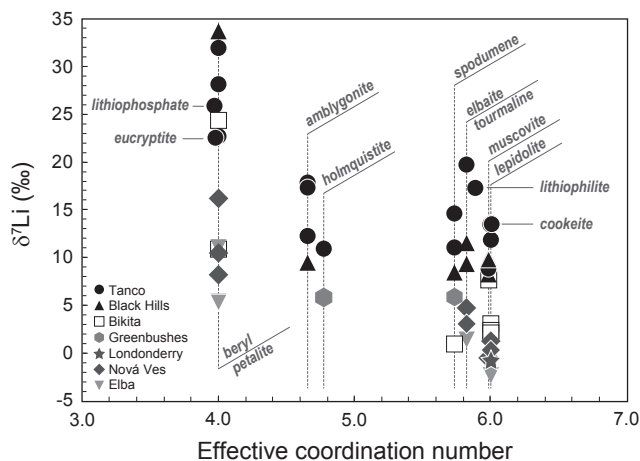 35
30
25
20
15
10
5
0
-5
δ⁷Li (‰)
3.0
4.0
5.0
6.0
7.0
Effective coordination number
lithiophosphate
eucryptite
beryl
petalite
amblygonite
holmquistite
spodumene
elbaite
tourmaline
muscovite
lepidolite
lithiophilite
cookeite
Tanco
Black Hills
Bikita
Greenbushes
Londonderry
Nová Ves
Elba